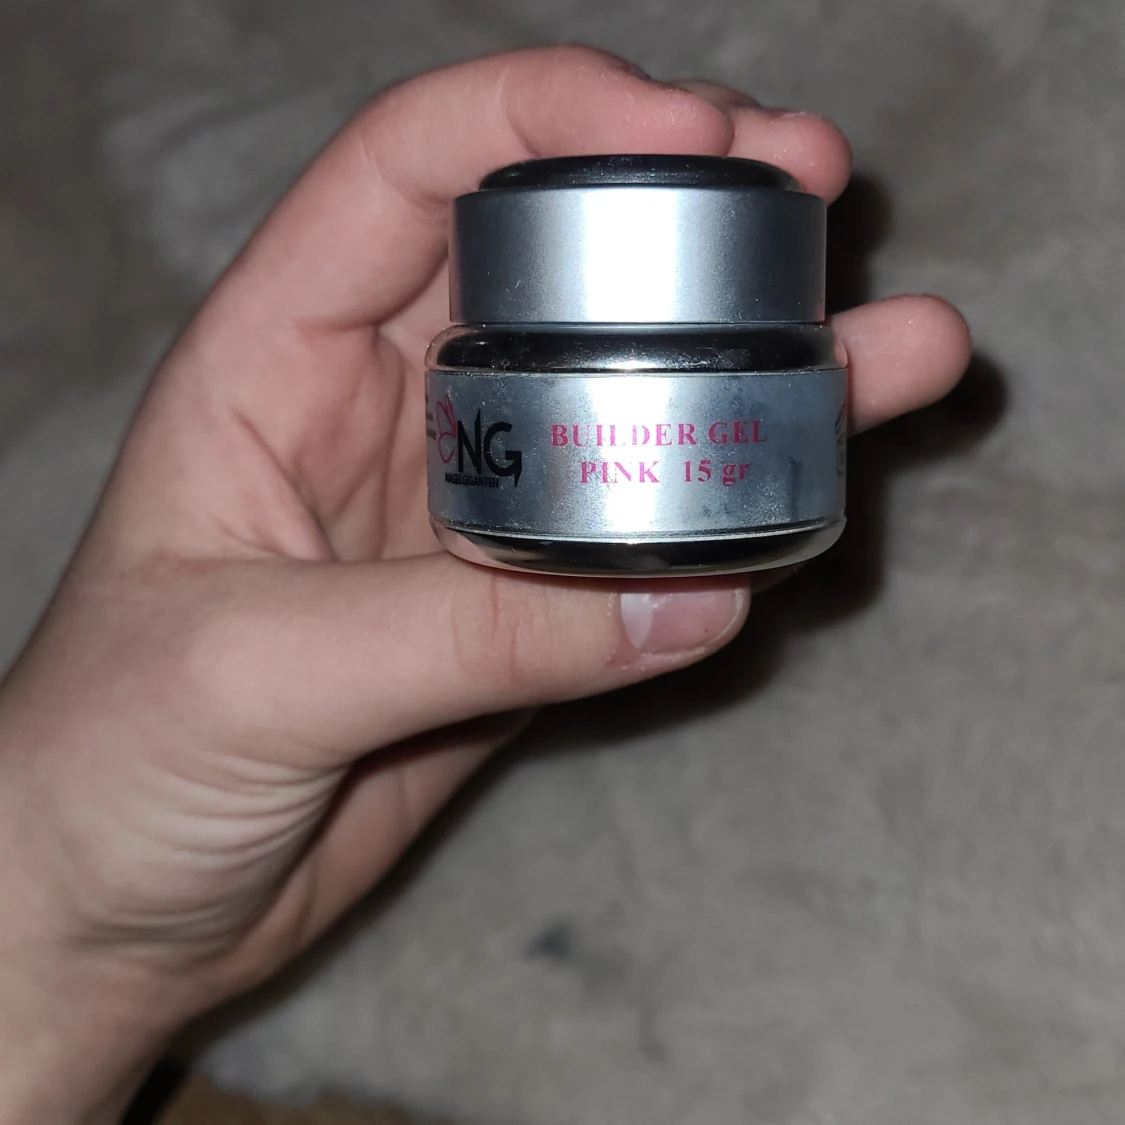 NG
NAGELGIGANTEN
BUILDER GEL
PINK 15 gr